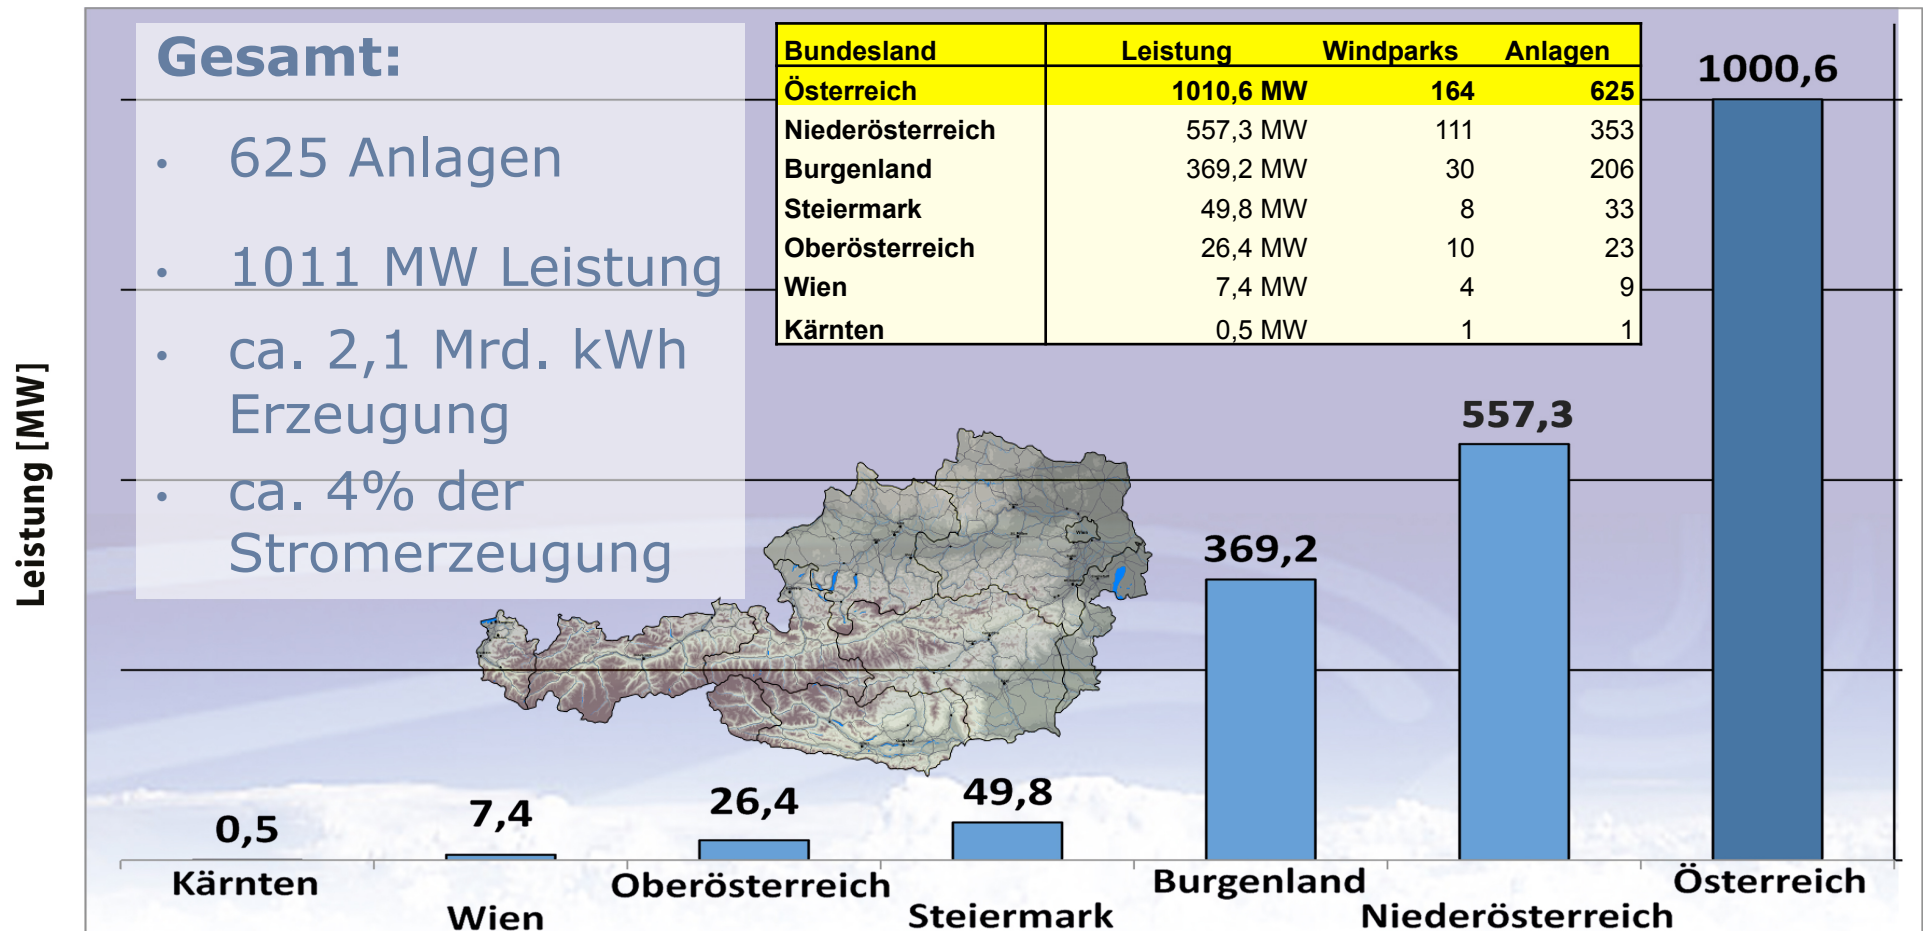 Gesamt:
• 625 Anlagen
• 1011 MW Leistung
• ca. 2,1 Mrd. kWh
Erzeugung
• ca. 4% der
Stromerzeugung
Bundesland Leistung Windparks Anlagen
Österreich 1010,6 MW 164 625
Niederösterreich 557,3 MW 111 353
Burgenland 369,2 MW 30 206
Steiermark 49,8 MW 8 33
Oberösterreich 26,4 MW 10 23
Wien 7,4 MW 4 9
Kärnten 0,5 MW 1 1
Leistung [MW]
0,5
7,4
26,4
49,8
369,2
557,3
1000,6
Wien
Kärnten
Wien
Oberösterreich
Steiermark
Burgenland
Niederösterreich
Österreich